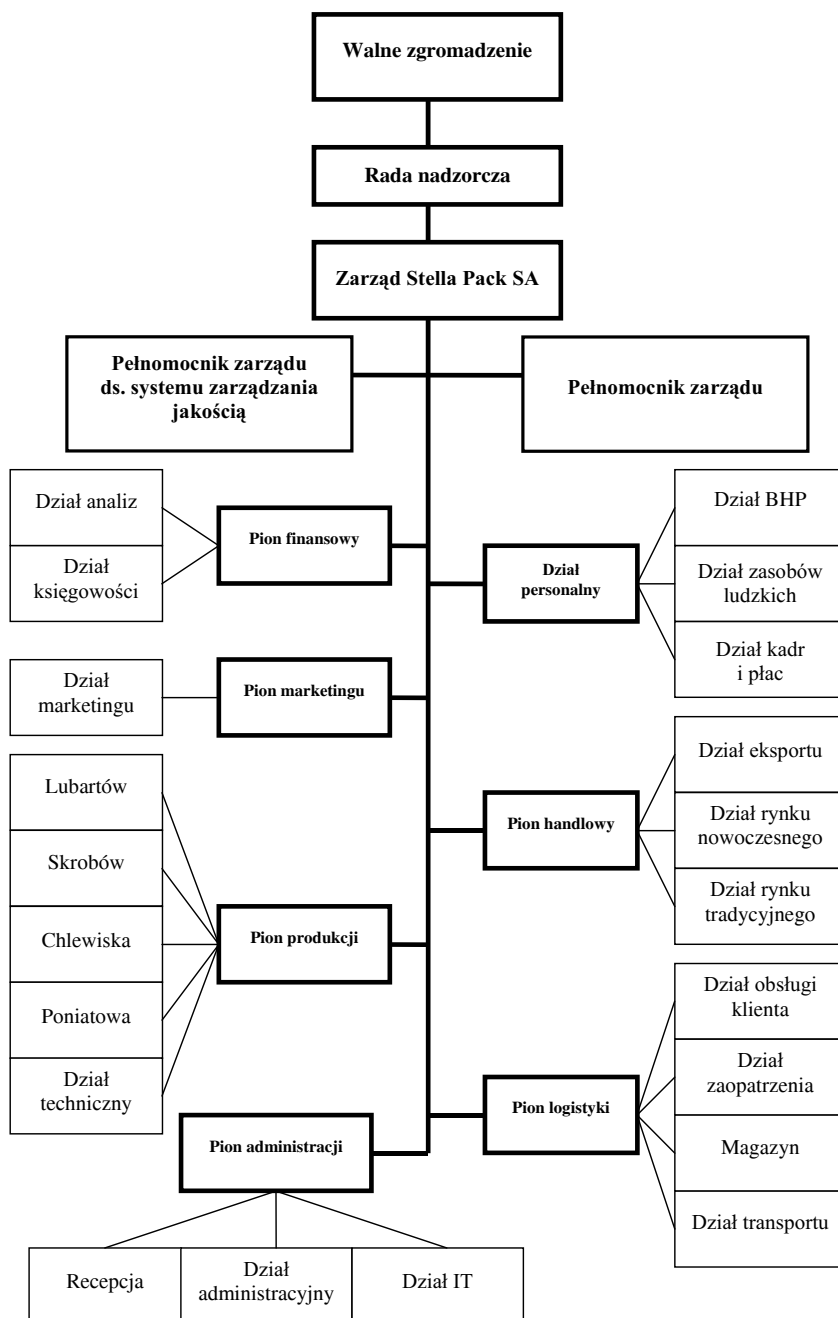 Walne zgromadzenie
Rada nadzorcza
Zarząd Stella Pack SA
Pełnomocnik zarządu
ds. systemu zarządzania
jakością
Pełnomocnik zarządu
Dział analiz
Dział
księgowości
Pion finansowy
Dział
marketingu
Pion marketingu
Lubartów
Skrobów
Chlewiska
Poniatowa
Dział
techniczny
Pion produkcji
Pion administracji
Recepcja
Dział
administracyjny
Dział IT
Dział
personalny
Dział BHP
Dział zasobów
ludzkich
Dział kadr
i płac
Pion handlowy
Dział eksportu
Dział rynku
nowoczesnego
Dział rynku
tradycyjnego
Pion logistyki
Dział obsługi
klienta
Dział
zaopatrzenia
Magazyn
Dział transportu